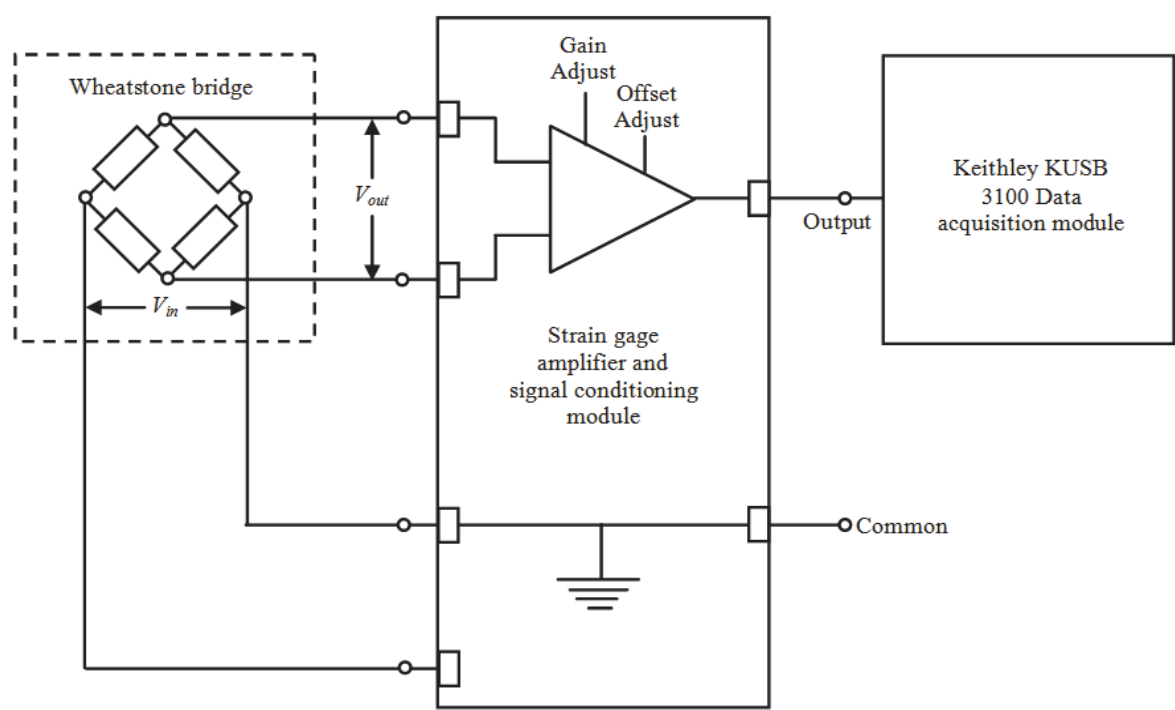 Wheatstone bridge
V_out
V_in
Gain
Adjust
Offset
Adjust
Strain gage
amplifier and
signal conditioning
module
Output
Common
Keithley KUSB
3100 Data
acquisition module